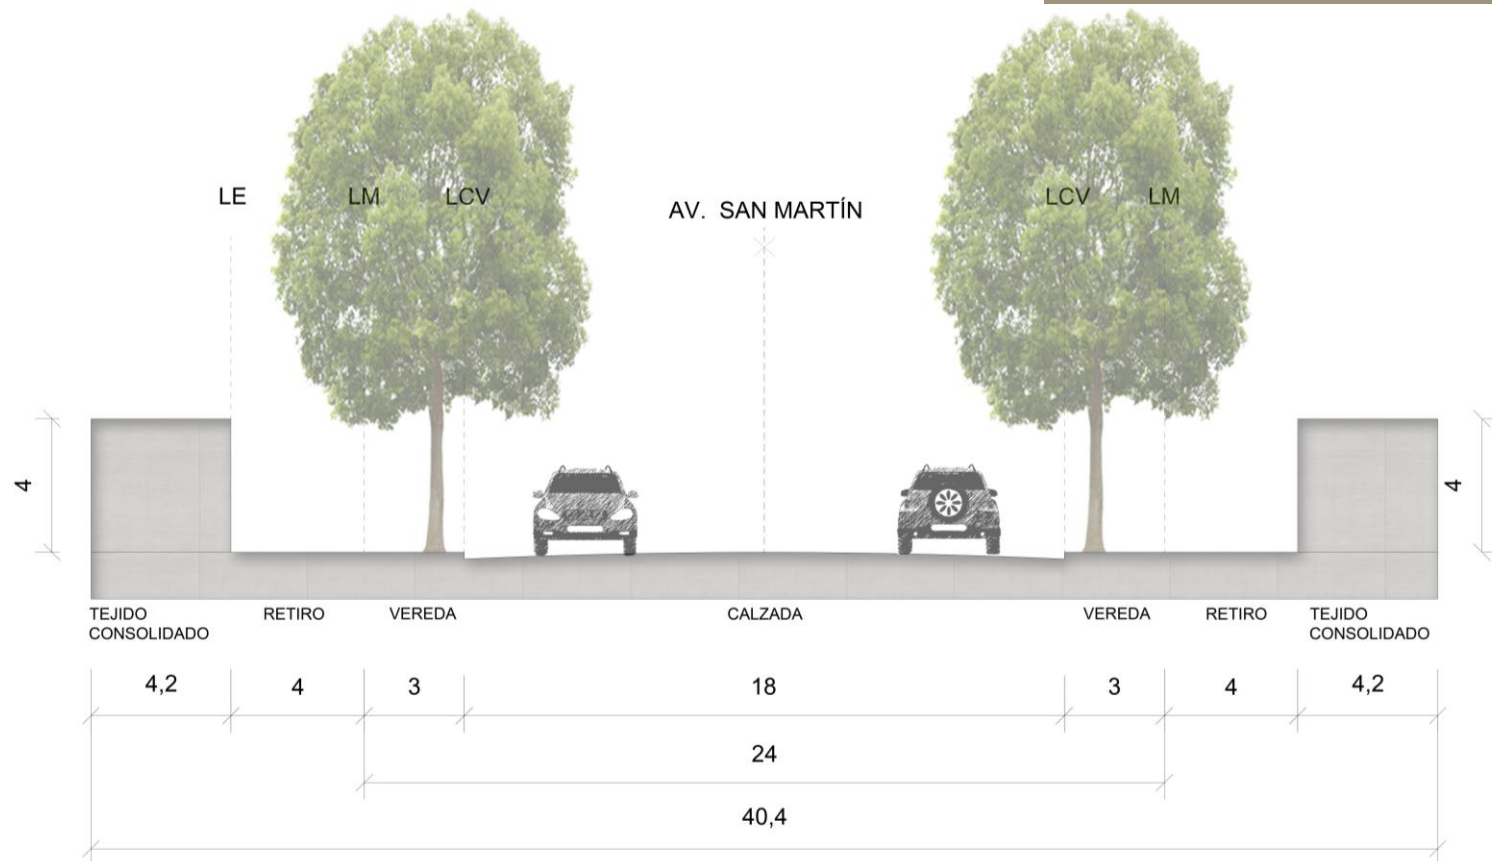 LE
LM
LCV
AV. SAN MARTÍN
LCV
LM
4
4
TEJIDO
CONSOLIDADO
RETIRO
VEREDA
CALZADA
VEREDA
RETIRO
TEJIDO
CONSOLIDADO
4,2
4
3
18
3
4
4,2
24
40,4